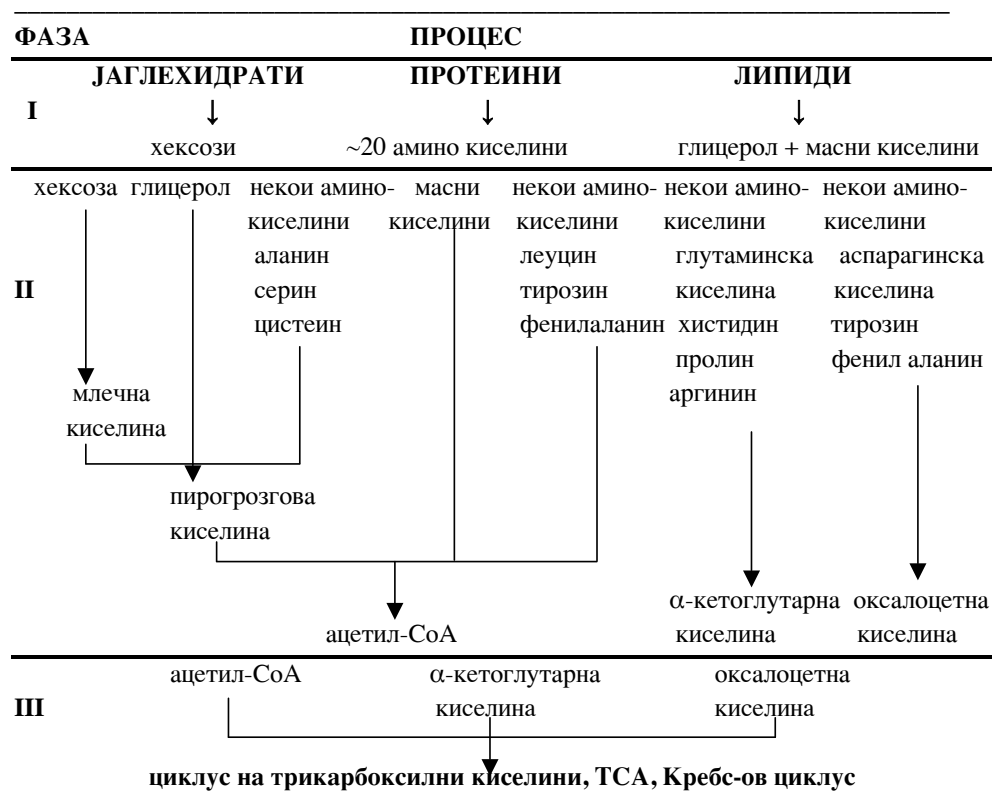 ФАЗА ПРОЦЕС
ЈАГЛЕХИДРАТИ ПРОТЕИНИ ЛИПИДИ
I
хексози ~20 амино киселини глицерол + масни киселини
хексоза глицерол некои амино- масни некои амино- некои амино- некои амино-
киселини киселини киселини киселини киселини
аланин леуцин глутаминска аспарагинска
II серин тирозин киселина киселина
цистеин фенилаланин хистидин тирозин
пролин фенил аланин
млечна аргинин
киселина
пирогрозгова
киселина
α-кетоглутарна оксалоцетна
ацетил-CoA киселина киселина
ацетил-CoA α-кетоглутарна оксалоцетна
III киселина киселина
циклус на трикарбоксилни киселини, TCA, Кребс-ов циклус